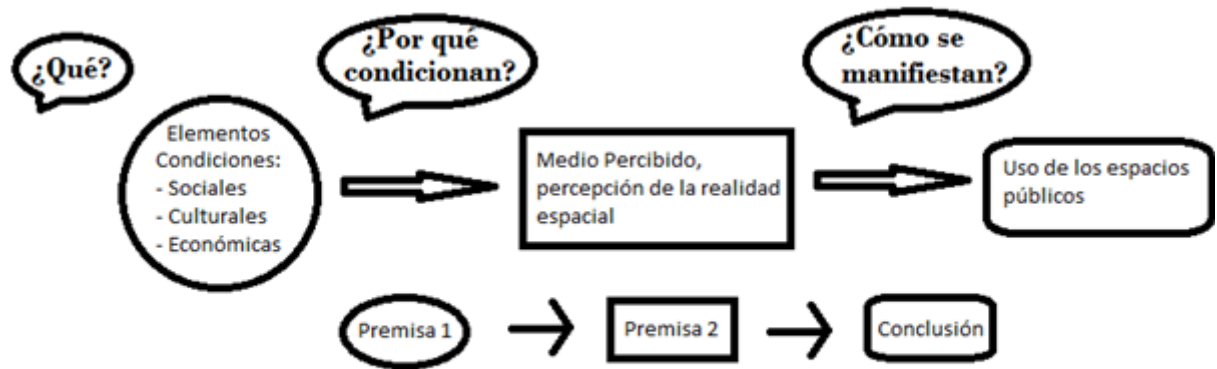 ¿Qué?
¿Por qué
condicionan?
¿Cómo se
manifiestan?
Elementos
Condiciones:
- Sociales
- Culturales
- Económicas
Medio Percibido,
percepción de la realidad
espacial
Uso de los espacios
públicos
Premisa 1
Premisa 2
Conclusión